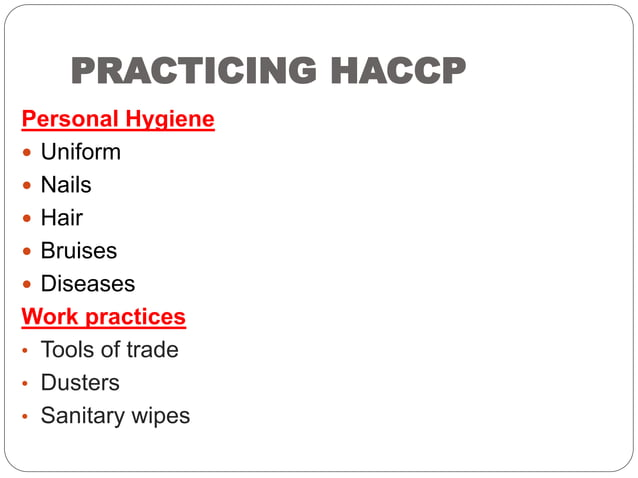 PRACTICING HACCP
Personal Hygiene
• Uniform
• Nails
• Hair
• Bruises
• Diseases
Work practices
• Tools of trade
• Dusters
• Sanitary wipes